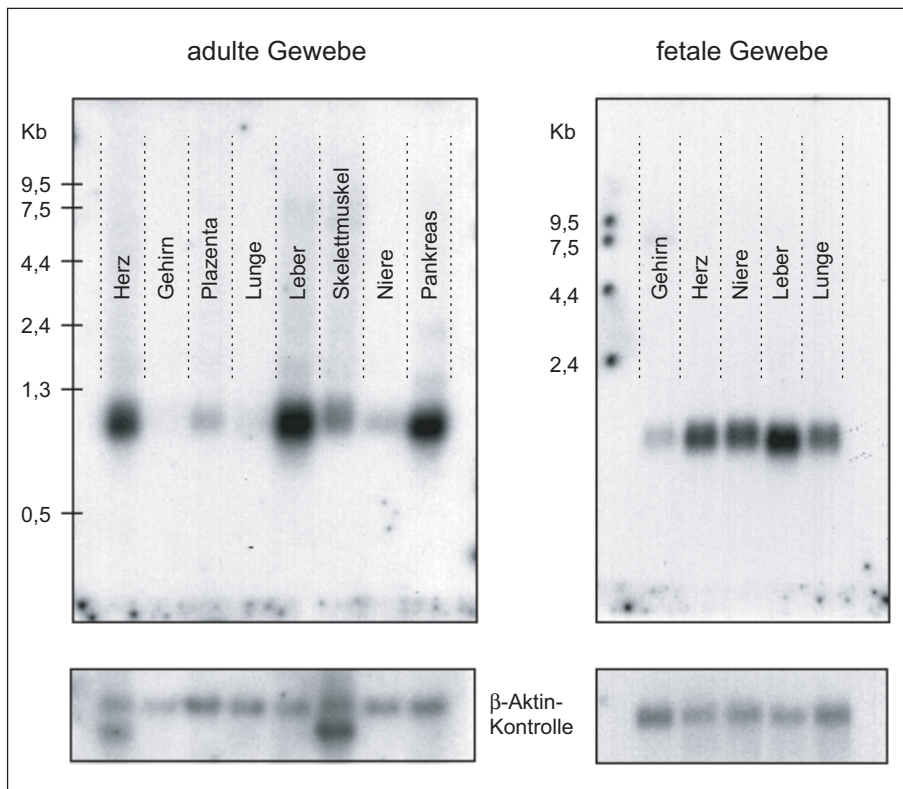 adulte Gewebe
Kb
9,5
7,5
4,4
2,4
1,3
0,5
Herz
Gehirn
Plazenta
Lunge
Leber
Skelettmuskel
Niere
Pankreas
fetale Gewebe
Kb
9,5
7,5
4,4
2,4
Gehirn
Herz
Niere
Leber
Lunge
β-Aktin-
Kontrolle